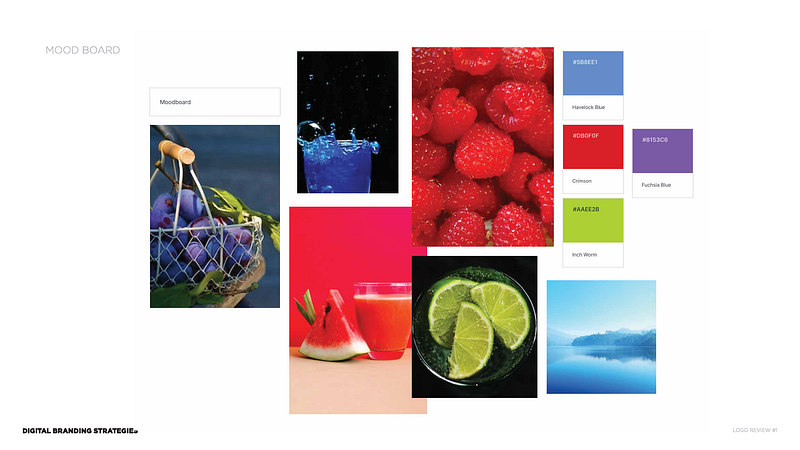 MOOD BOARD
Moodboard
#5B8EE1
Havelock Blue
#DB0F0F
Crimson
#8153C6
Fuchsia Blue
#AAEE2B
Inch Worm
DIGITAL BRANDING STRATEGIES
LOGO REVIEW #1